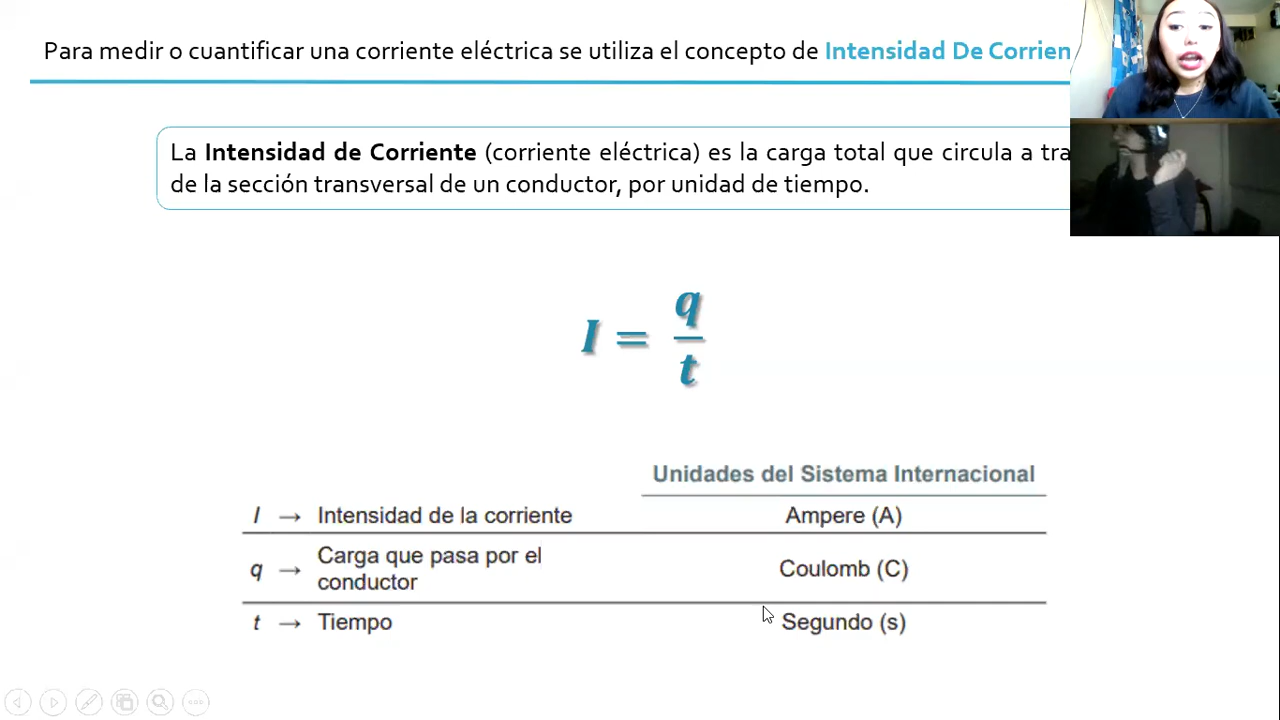 Para medir o cuantificar una corriente eléctrica se utiliza el concepto de Intensidad De Corrien
La Intensidad de Corriente (corriente eléctrica) es la carga total que circula a tra
de la sección transversal de un conductor, por unidad de tiempo.
I = q/t
Unidades del Sistema Internacional
I → Intensidad de la corriente Ampere (A)
q → Carga que pasa por el
conductor Coulomb (C)
t → Tiempo Segundo (s)